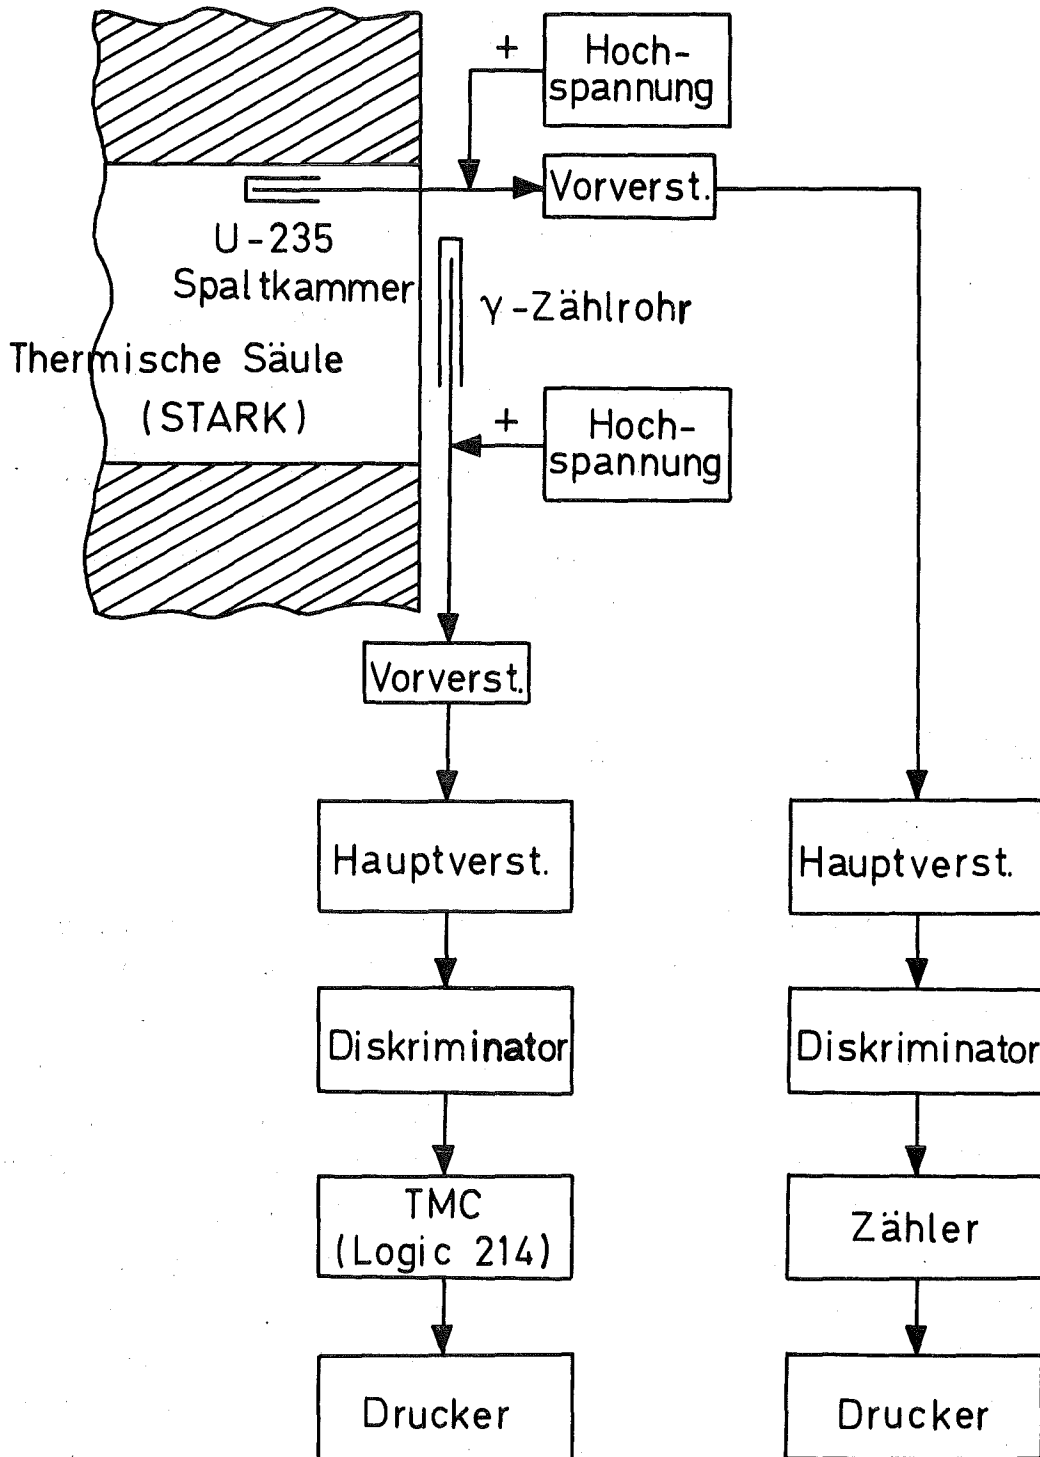 +
Hoch-
spannung
Vorverst.
U-235
Spaltkammer
γ-Zählrohr
Thermische Säule
(STARK)
+
Hoch-
spannung
Vorverst.
Hauptverst.
Hauptverst.
Diskriminator
Diskriminator
TMC
(Logic 214)
Zähler
Drucker
Drucker